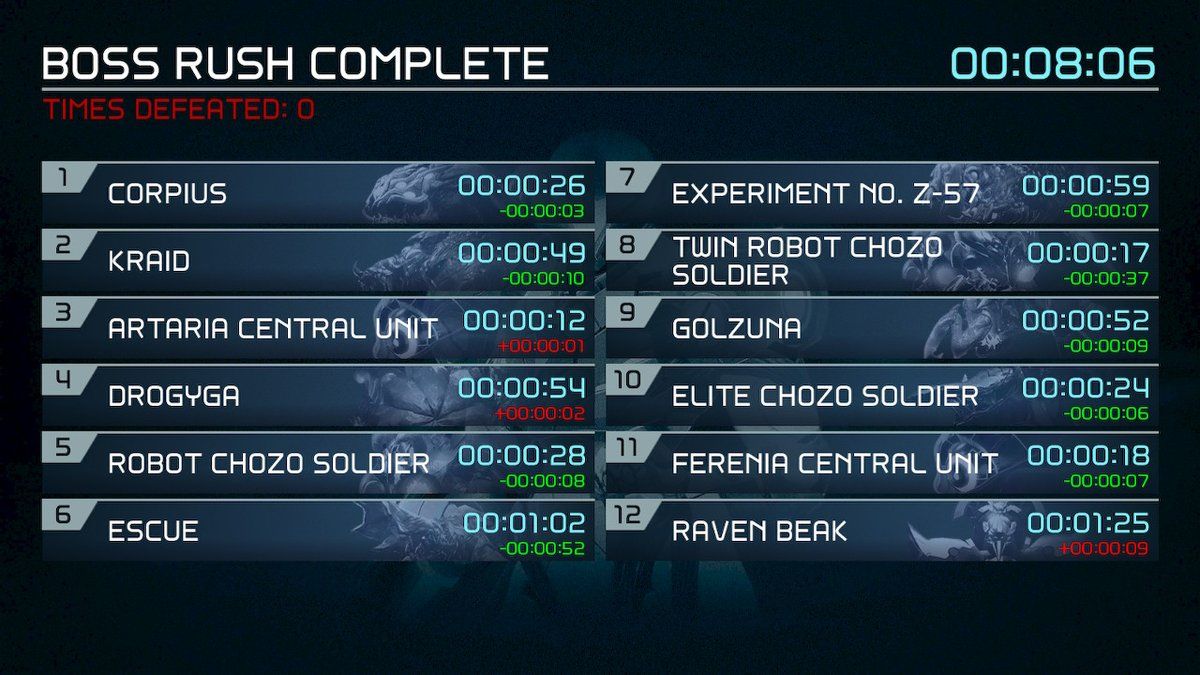 BOSS RUSH COMPLETE
00:08:06
TIMES DEFEATED: 0
1
CORPIUS
00:00:26
-00:00:03
2
KRAID
00:00:49
-00:00:10
3
ARTARIA CENTRAL UNIT
00:00:12
+00:00:01
4
DROGYGA
00:00:54
+00:00:02
5
ROBOT CHOZO SOLDIER
00:00:28
-00:00:08
6
ESCUE
00:01:02
-00:00:52
7
EXPERIMENT NO. Z-57
00:00:59
-00:00:07
8
TWIN ROBOT CHOZO
SOLDIER
00:00:17
-00:00:37
9
GOLZUNA
00:00:52
-00:00:09
10
ELITE CHOZO SOLDIER
00:00:24
-00:00:06
11
FERENIA CENTRAL UNIT
00:00:18
-00:00:07
12
RAVEN BEAK
00:01:25
+00:00:09